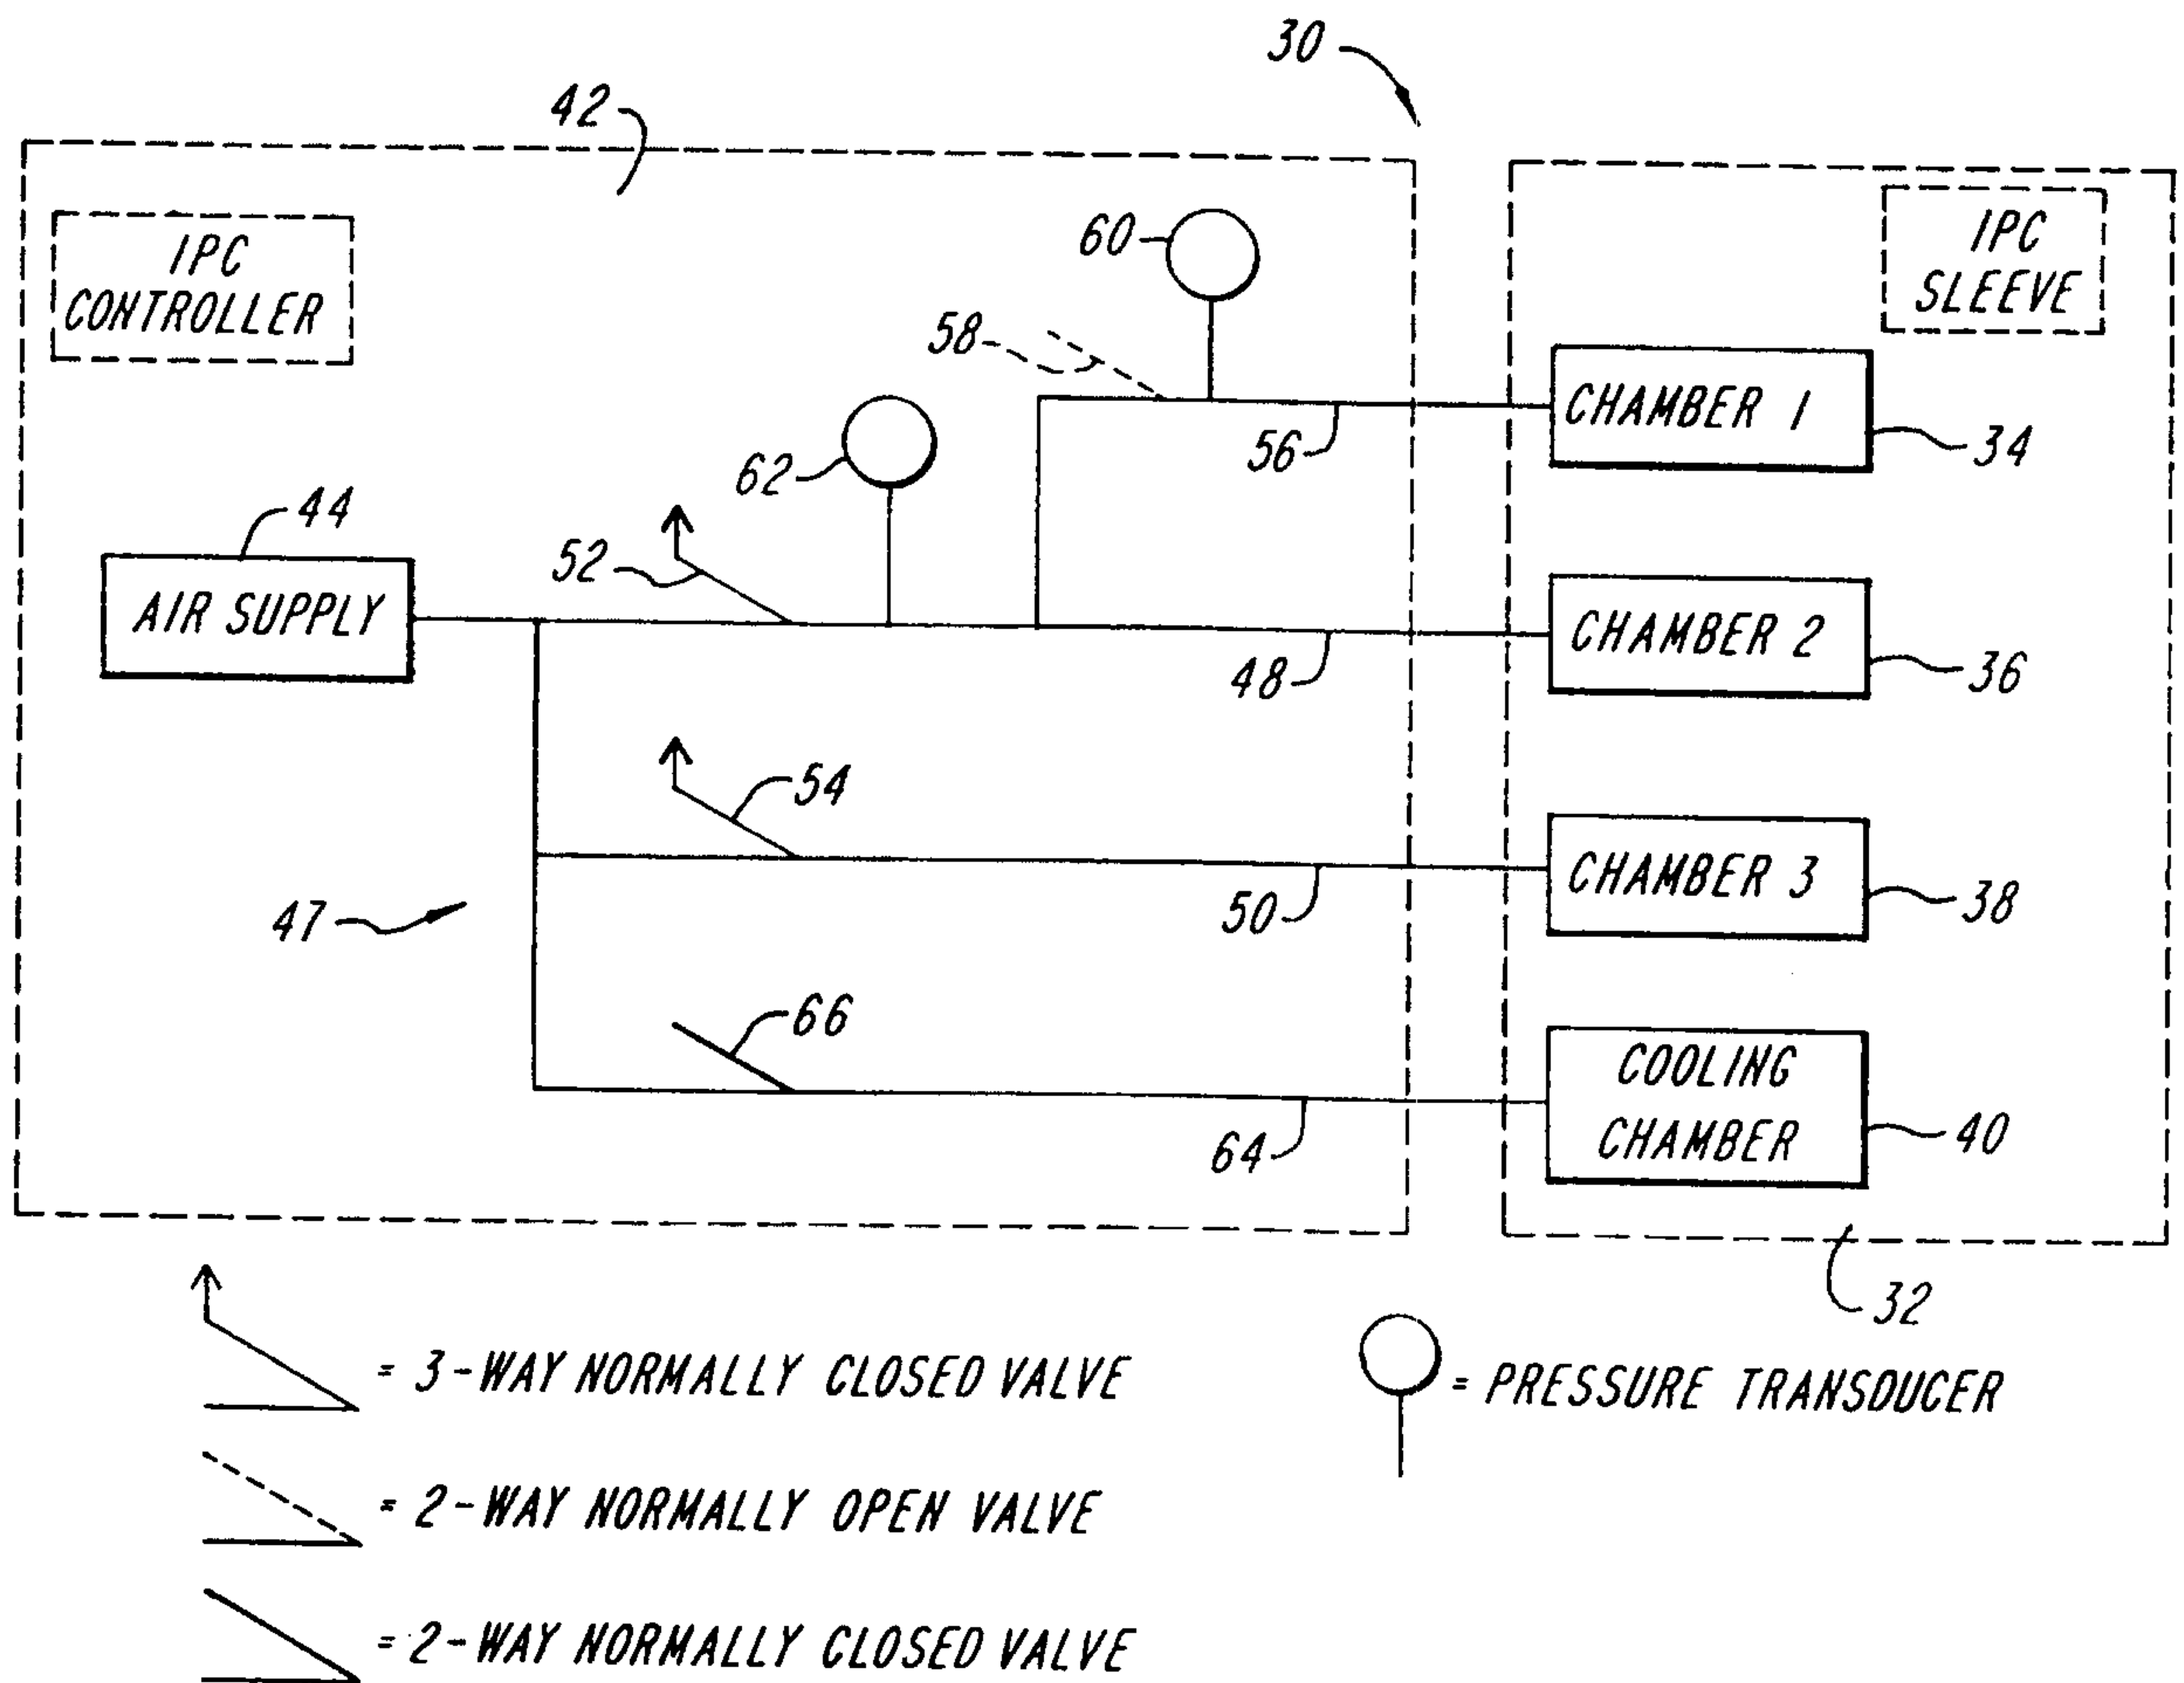 30
42
IPC
CONTROLLER
IPC
SLEEVE
60
58
CHAMBER 1
56
34
62
44
52
AIR SUPPLY
CHAMBER 2
48
36
54
CHAMBER 3
50
38
47
66
COOLING
CHAMBER
64
40
32
= 3-WAY NORMALLY CLOSED VALVE
= PRESSURE TRANSDUCER
= 2-WAY NORMALLY OPEN VALVE
= 2-WAY NORMALLY CLOSED VALVE